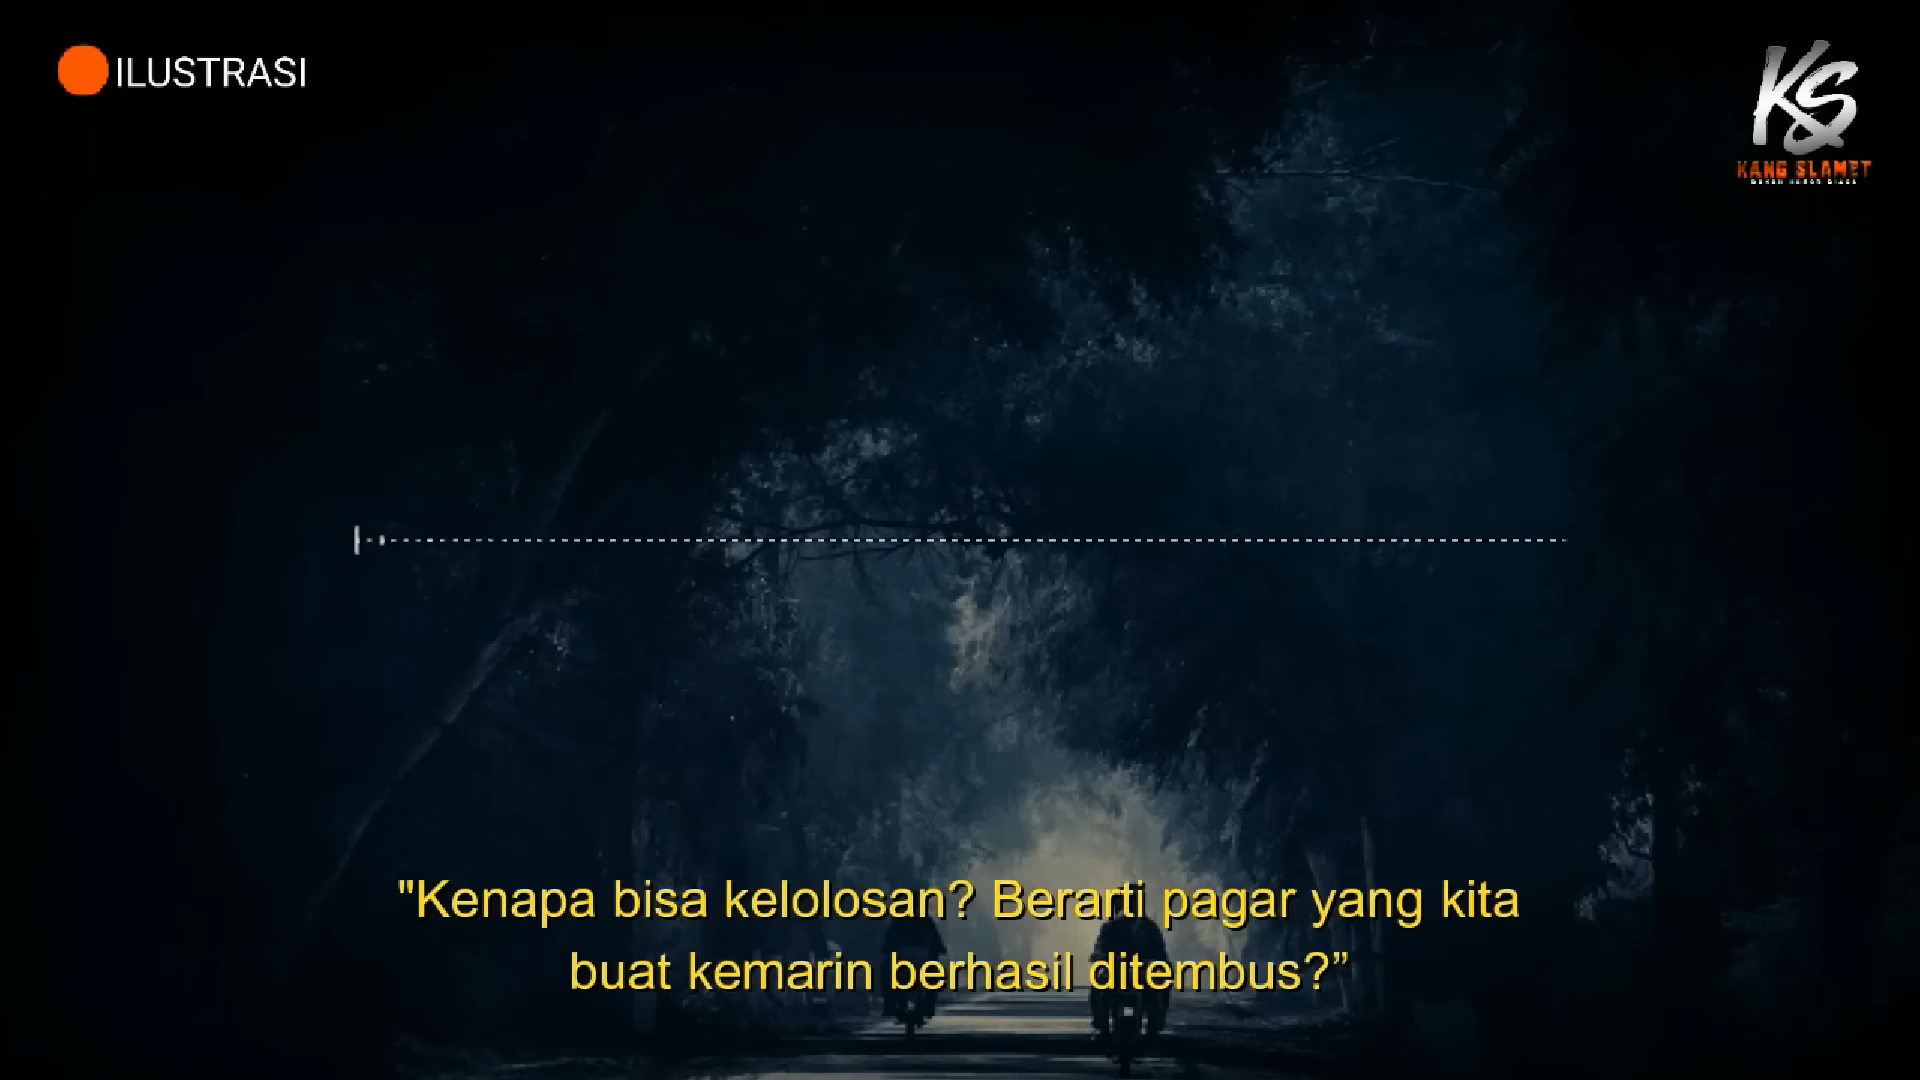 ILUSTRASI
KS
KANG SLAMET
"Kenapa bisa kelolosan? Berarti pagar yang kita
buat kemarin berhasil ditembus?”